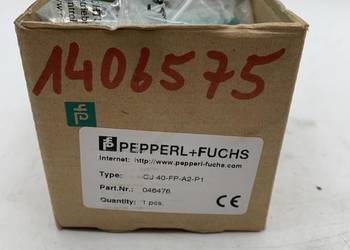 1406575
PEPPERL+FUCHS
Internet: http://www.pepperl-fuchs.com
Type: CJ 40-FP-A2-P1
Part.Nr.: 046476
Quantity: 1 pcs.
CE